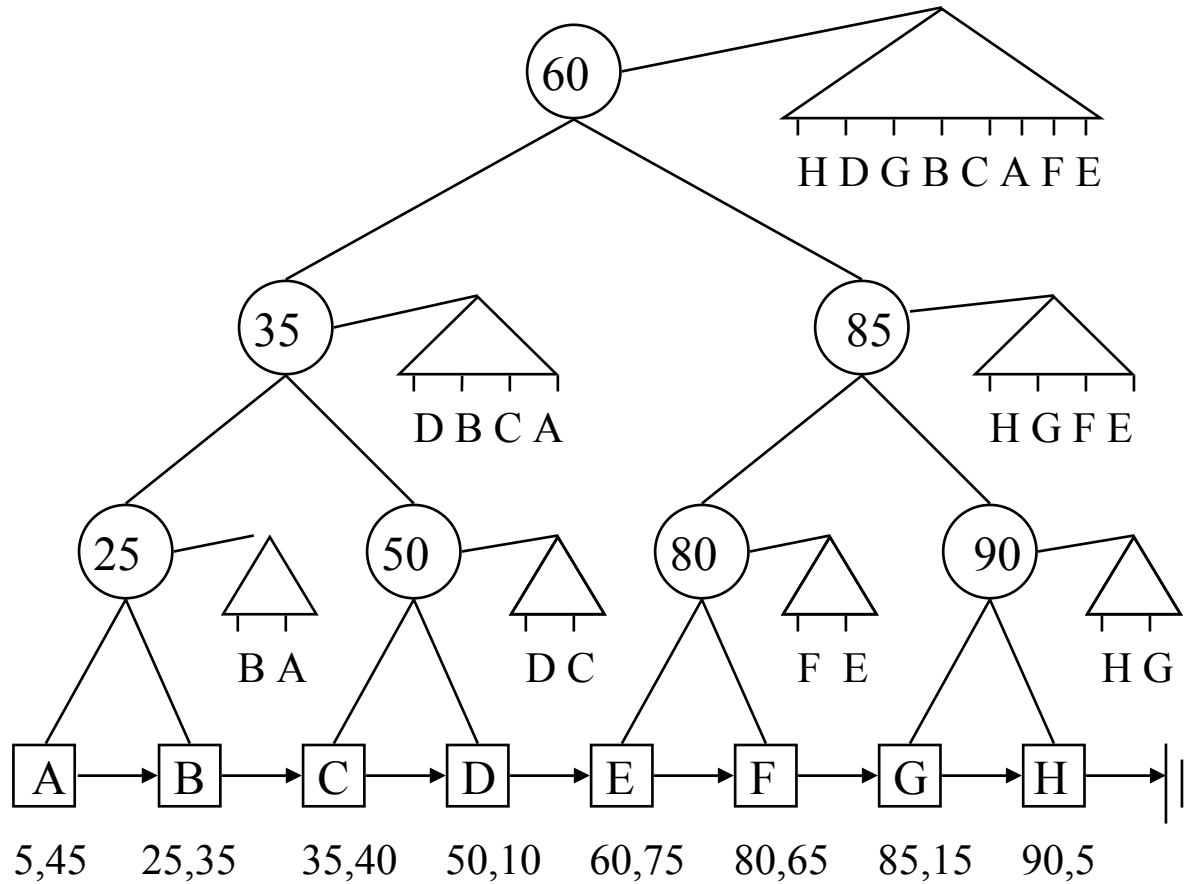 60
H D G B C A F E
35
85
D B C A
H G F E
25
50
80
90
B A
D C
F E
H G
A B C D E F G H
5,45 25,35 35,40 50,10 60,75 80,65 85,15 90,5